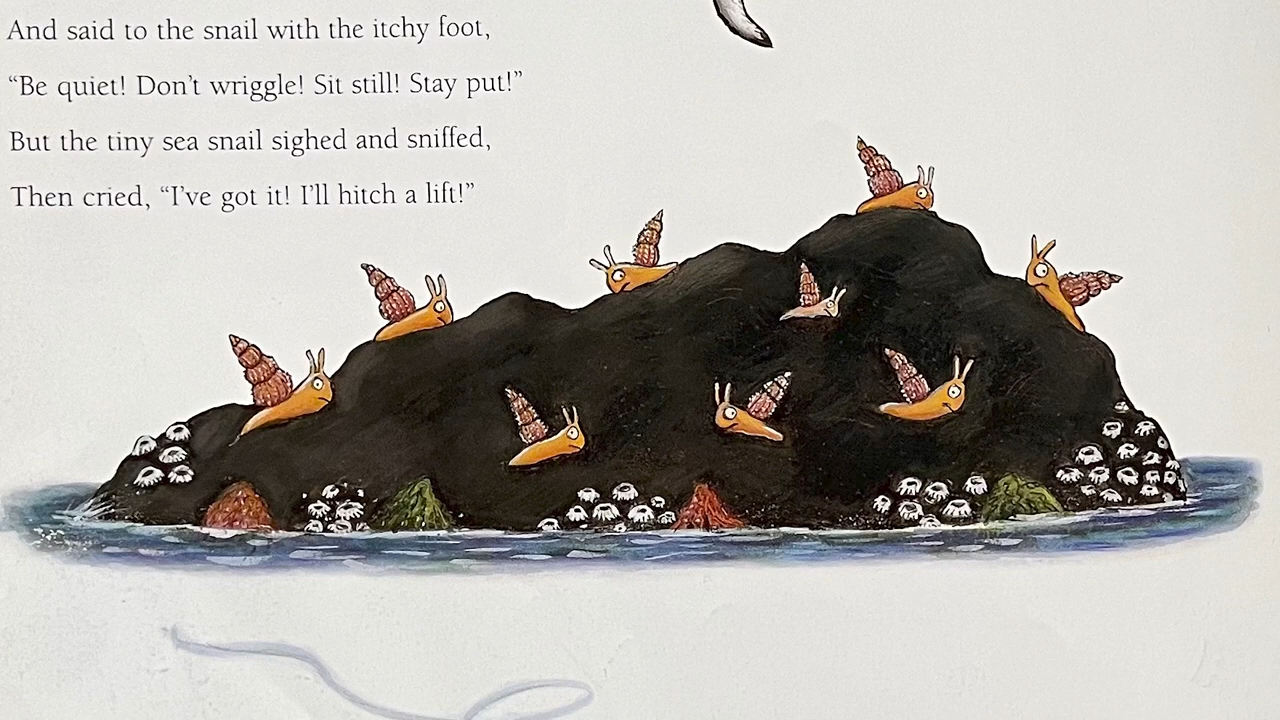 And said to the snail with the itchy foot,
“Be quiet! Don’t wriggle! Sit still! Stay put!”
But the tiny sea snail sighed and sniffed,
Then cried, “I’ve got it! I’ll hitch a lift!”